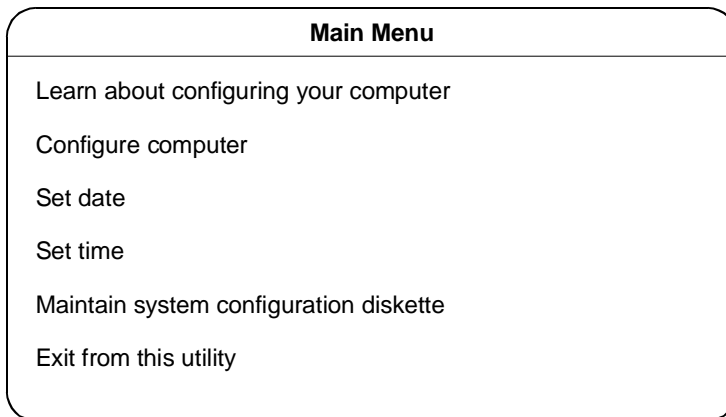 Main Menu
Learn about configuring your computer
Configure computer
Set date
Set time
Maintain system configuration diskette
Exit from this utility